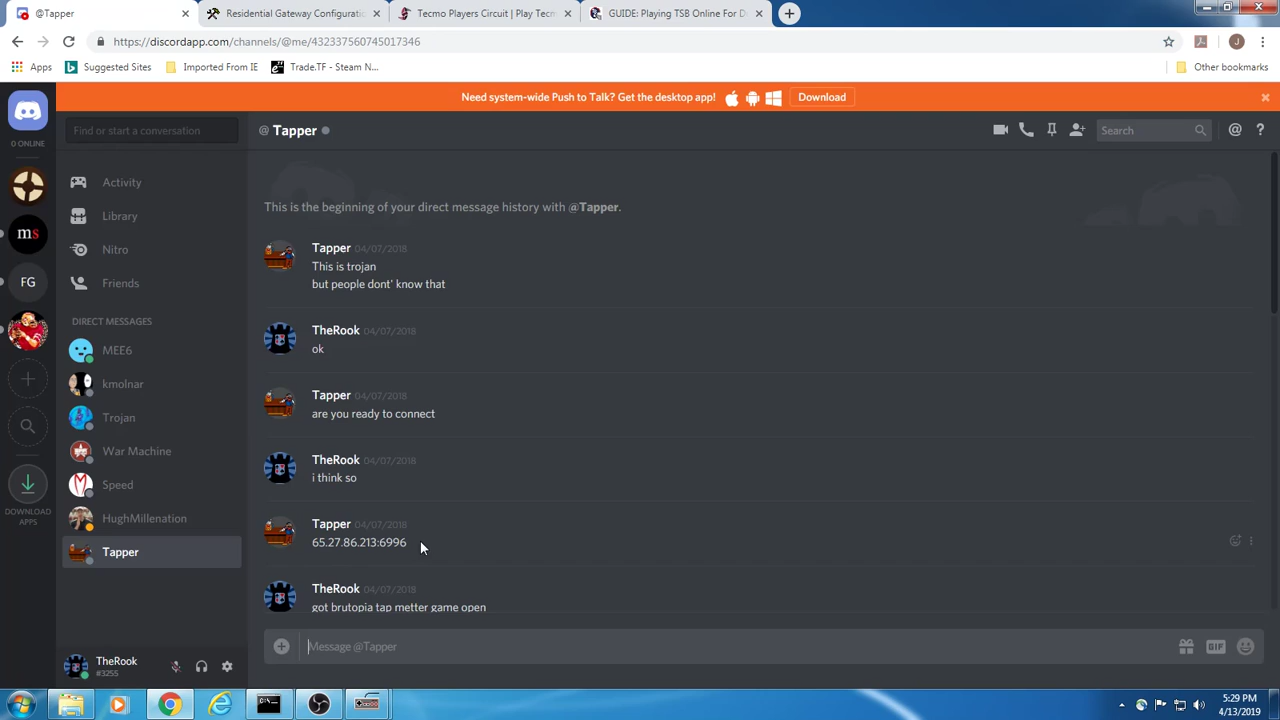 @Tapper
Residential Gateway Configurati
Tecmo Players Circuit | Play Tecm
GUIDE: Playing TSB Online For D
https://discordapp.com/channels/@me/432337560745017346
J
Apps
Suggested Sites
Imported From IE
Trade.TF - Steam N...
Other bookmarks
Need system-wide Push to Talk? Get the desktop app!
Download
0 ONLINE
ms
FG
DOWNLOAD
APPS
Find or start a conversation
Activity
Library
Nitro
Friends
DIRECT MESSAGES
MEE6
kmolnar
Trojan
War Machine
Speed
HughMillenation
Tapper
TheRook
#3255
@ Tapper
Search
This is the beginning of your direct message history with @Tapper.
Tapper 04/07/2018
This is trojan
but people dont' know that
TheRook 04/07/2018
ok
Tapper 04/07/2018
are you ready to connect
TheRook 04/07/2018
i think so
Tapper 04/07/2018
65.27.86.213:6996
TheRook 04/07/2018
got brutopia tap metter game open
Message @Tapper
GIF
5:29 PM
4/13/2019